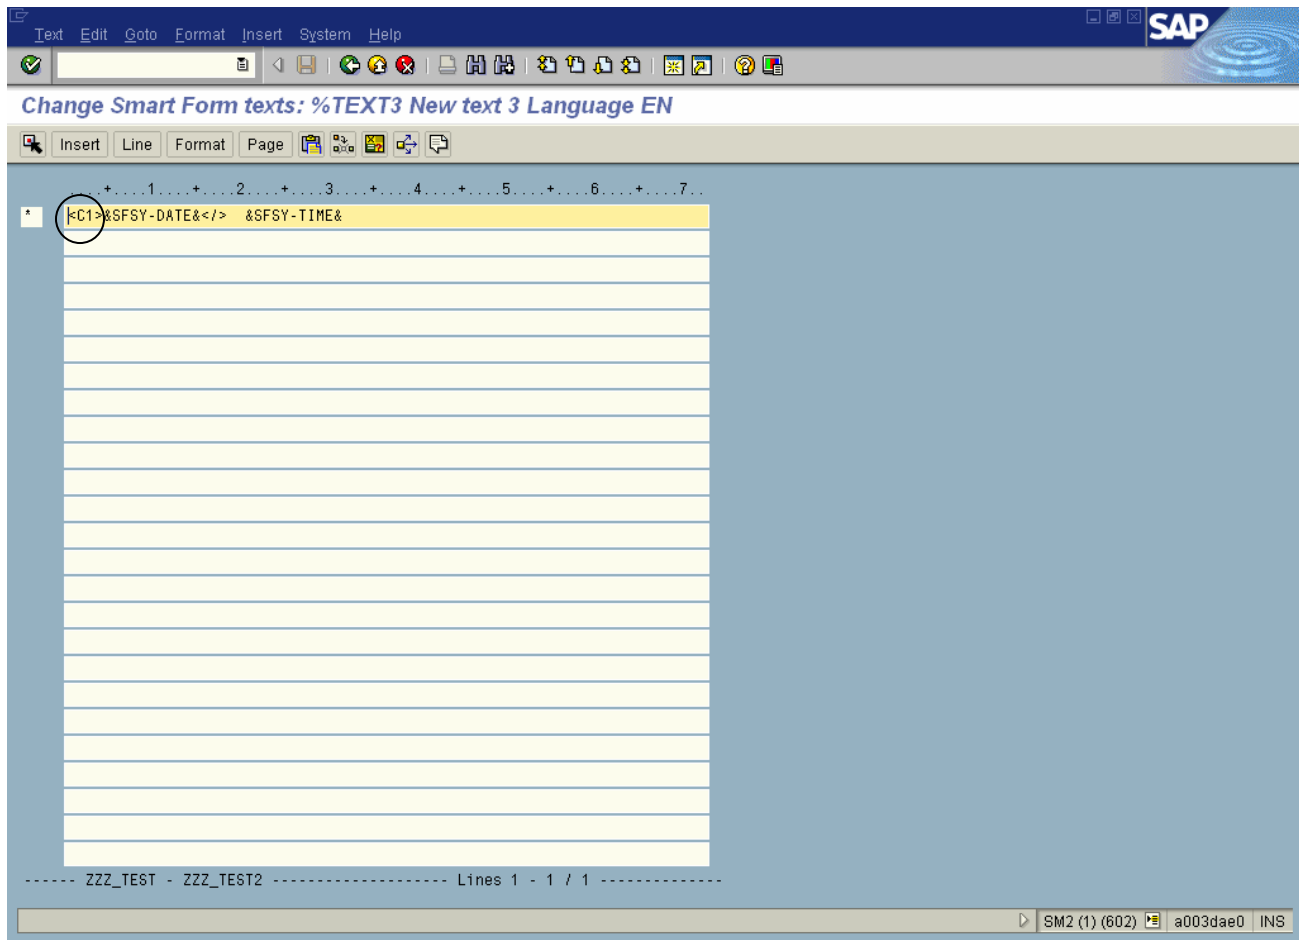 Text Edit Goto Format Insert System Help
SAP
Change Smart Form texts: %TEXT3 New text 3 Language EN
Insert Line Format Page
....+....1....+....2....+....3....+....4....+....5....+....6....+....7..
* <C1>&SFSY-DATE&</>  &SFSY-TIME&
------ ZZZ_TEST - ZZZ_TEST2 -------------------- Lines 1 - 1 / 1 --------------
SM2 (1) (602) a003dae0 INS